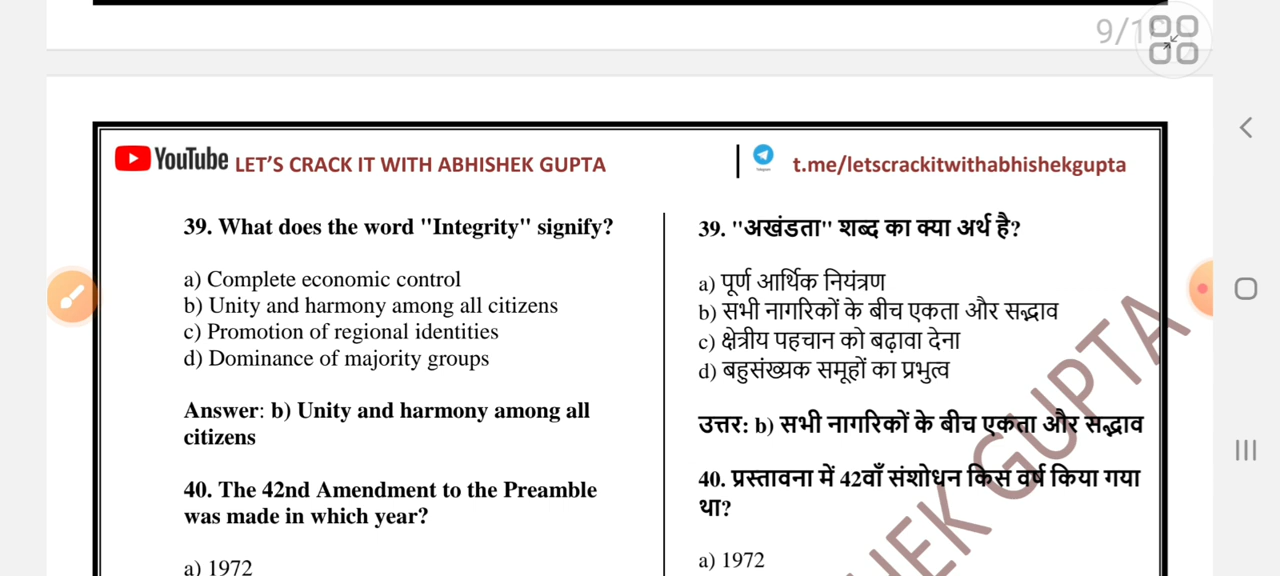 9/1
YouTube LET'S CRACK IT WITH ABHISHEK GUPTA
t.me/letscrackitwithabhishekgupta
Telegram
39. What does the word "Integrity" signify?
a) Complete economic control
b) Unity and harmony among all citizens
c) Promotion of regional identities
d) Dominance of majority groups
Answer: b) Unity and harmony among all
citizens
40. The 42nd Amendment to the Preamble
was made in which year?
a) 1972
39. "अखंडता" शब्द का क्या अर्थ है?
a) पूर्ण आर्थिक नियंत्रण
b) सभी नागरिकों के बीच एकता और सद्भाव
c) क्षेत्रीय पहचान को बढ़ावा देना
d) बहुसंख्यक समूहों का प्रभुत्व
उत्तर: b) सभी नागरिकों के बीच एकता और सद्भाव
40. प्रस्तावना में 42वाँ संशोधन किस वर्ष किया गया
था?
a) 1972
HEK GUPTA